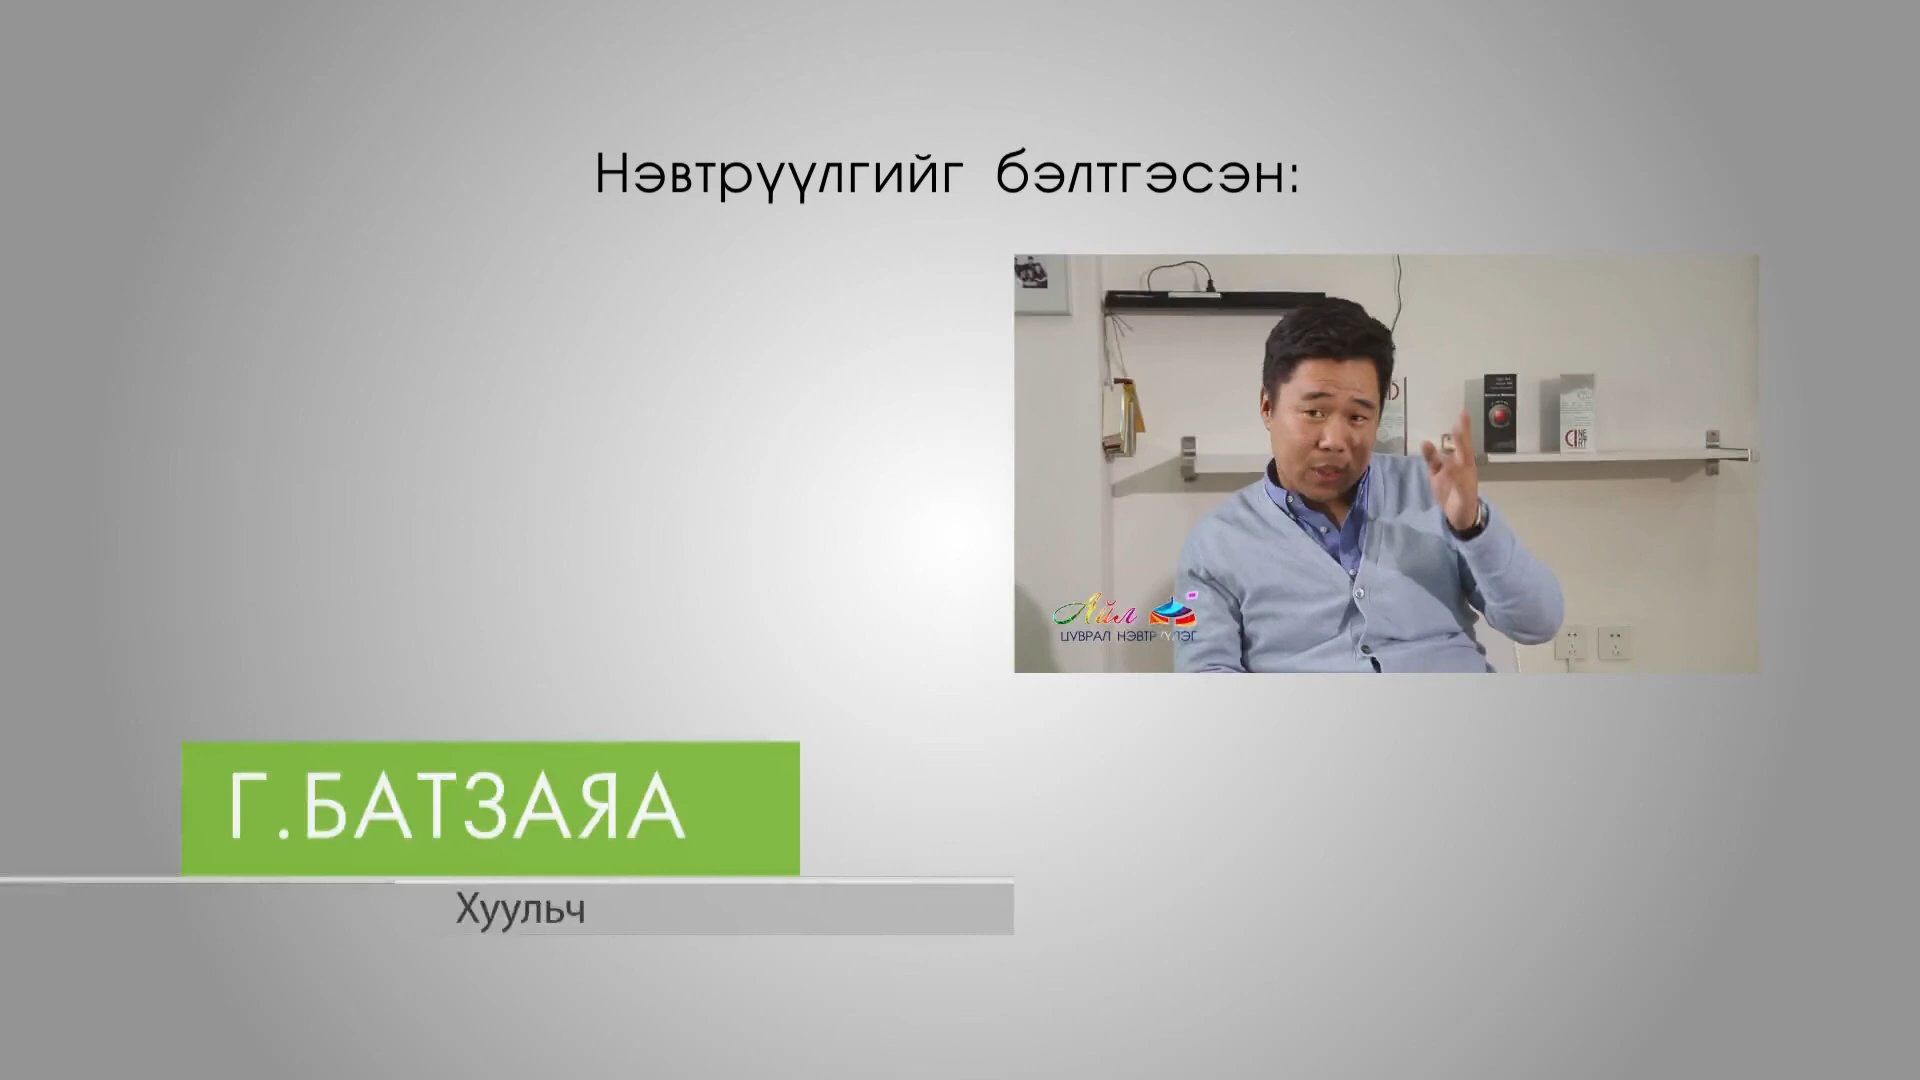 Нэвтрүүлгийг бэлтгэсэн:
Айл
ЦУВРАЛ НЭВТРҮҮЛЭГ
Г.БАТЗАЯА
Хуульч